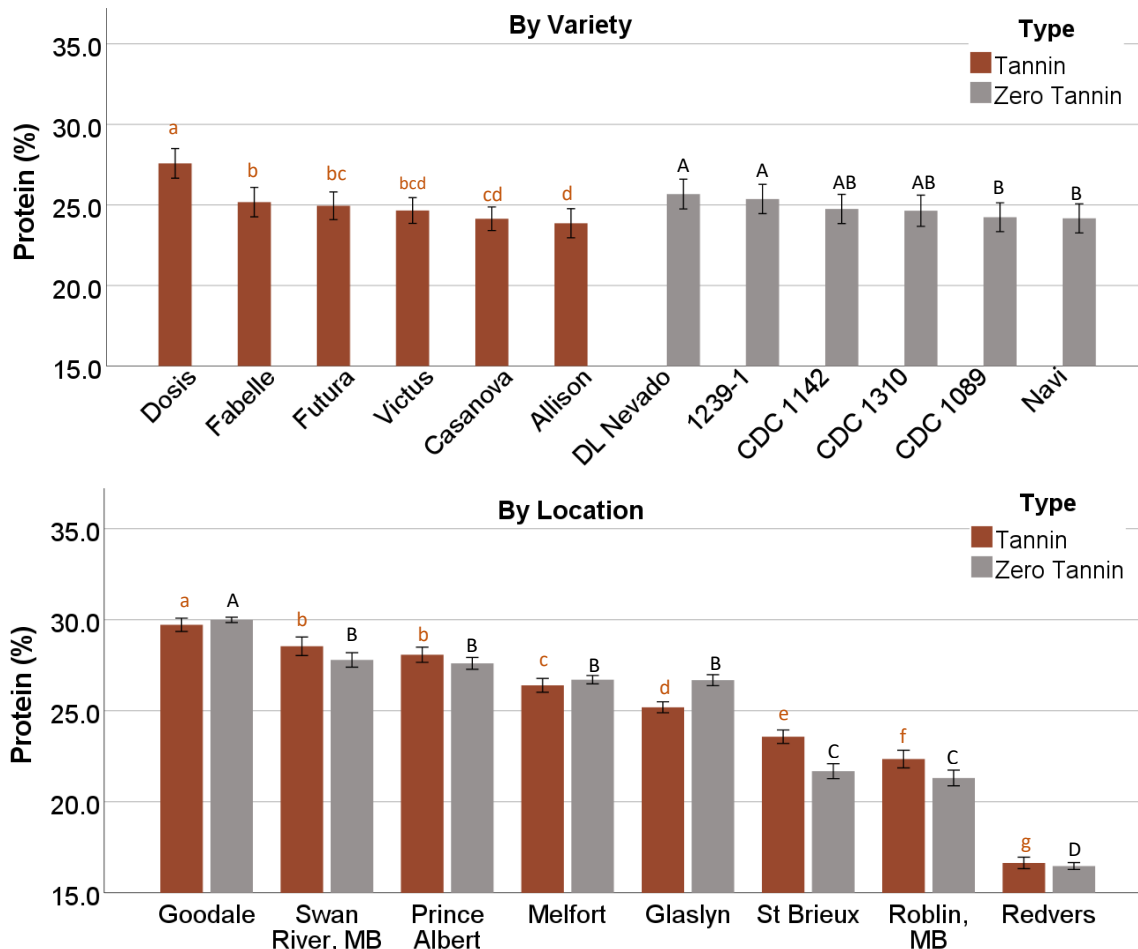 By Variety
Type
Tannin
Zero Tannin
Protein (%)
35.0
30.0
25.0
20.0
15.0
a
b
bc
bcd
cd
d
A
A
AB
AB
B
B
Dosis
Fabelle
Futura
Victus
Casanova
Allison
DL Nevado
1239-1
CDC 1142
CDC 1310
CDC 1089
Navi
By Location
Type
Tannin
Zero Tannin
Protein (%)
35.0
30.0
25.0
20.0
15.0
a
A
b
B
b
B
c
B
d
B
e
C
f
C
g
D
Goodale
Swan
River, MB
Prince
Albert
Melfort
Glaslyn
St Brieux
Roblin,
MB
Redvers